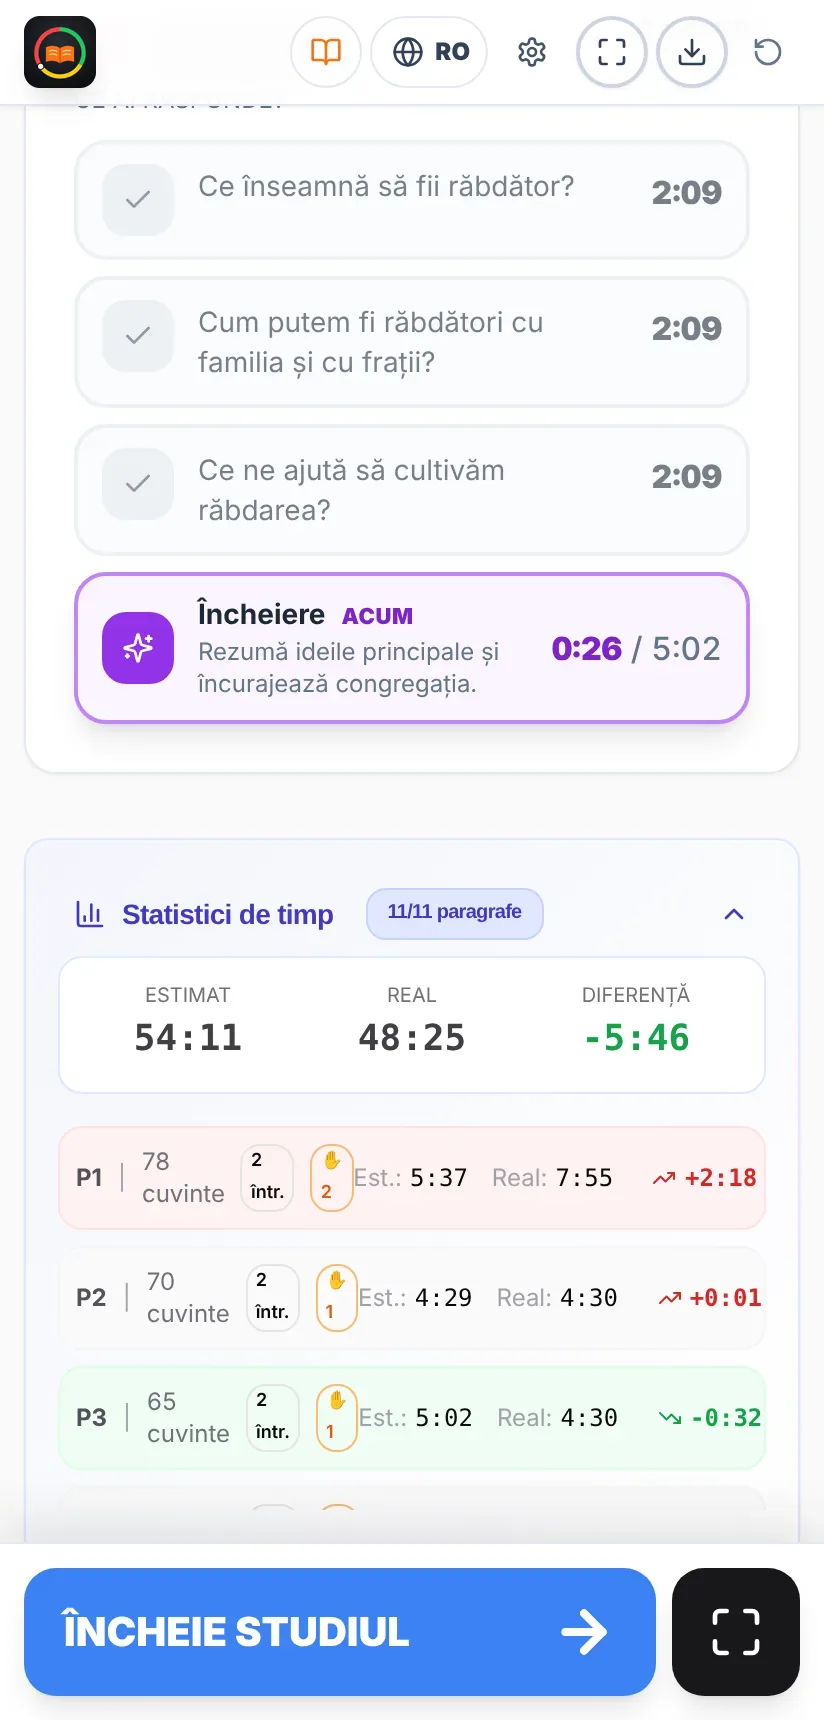 RO
Ce înseamnă să fii răbdător?
2:09
Cum putem fi răbdători cu
familia și cu frații?
2:09
Ce ne ajută să cultivăm
răbdarea?
2:09
Încheiere ACUM
Rezumă ideile principale și
încurajează congregația.
0:26 / 5:02
Statistici de timp
11/11 paragrafe
ESTIMAT REAL DIFERENȚĂ
54:11 48:25 -5:46
P1 78 cuvinte 2 într. ✋ 2 Est.: 5:37 Real: 7:55 +2:18
P2 70 cuvinte 2 într. ✋ 1 Est.: 4:29 Real: 4:30 +0:01
P3 65 cuvinte 2 într. ✋ 1 Est.: 5:02 Real: 4:30 -0:32
ÎNCHEIE STUDIUL